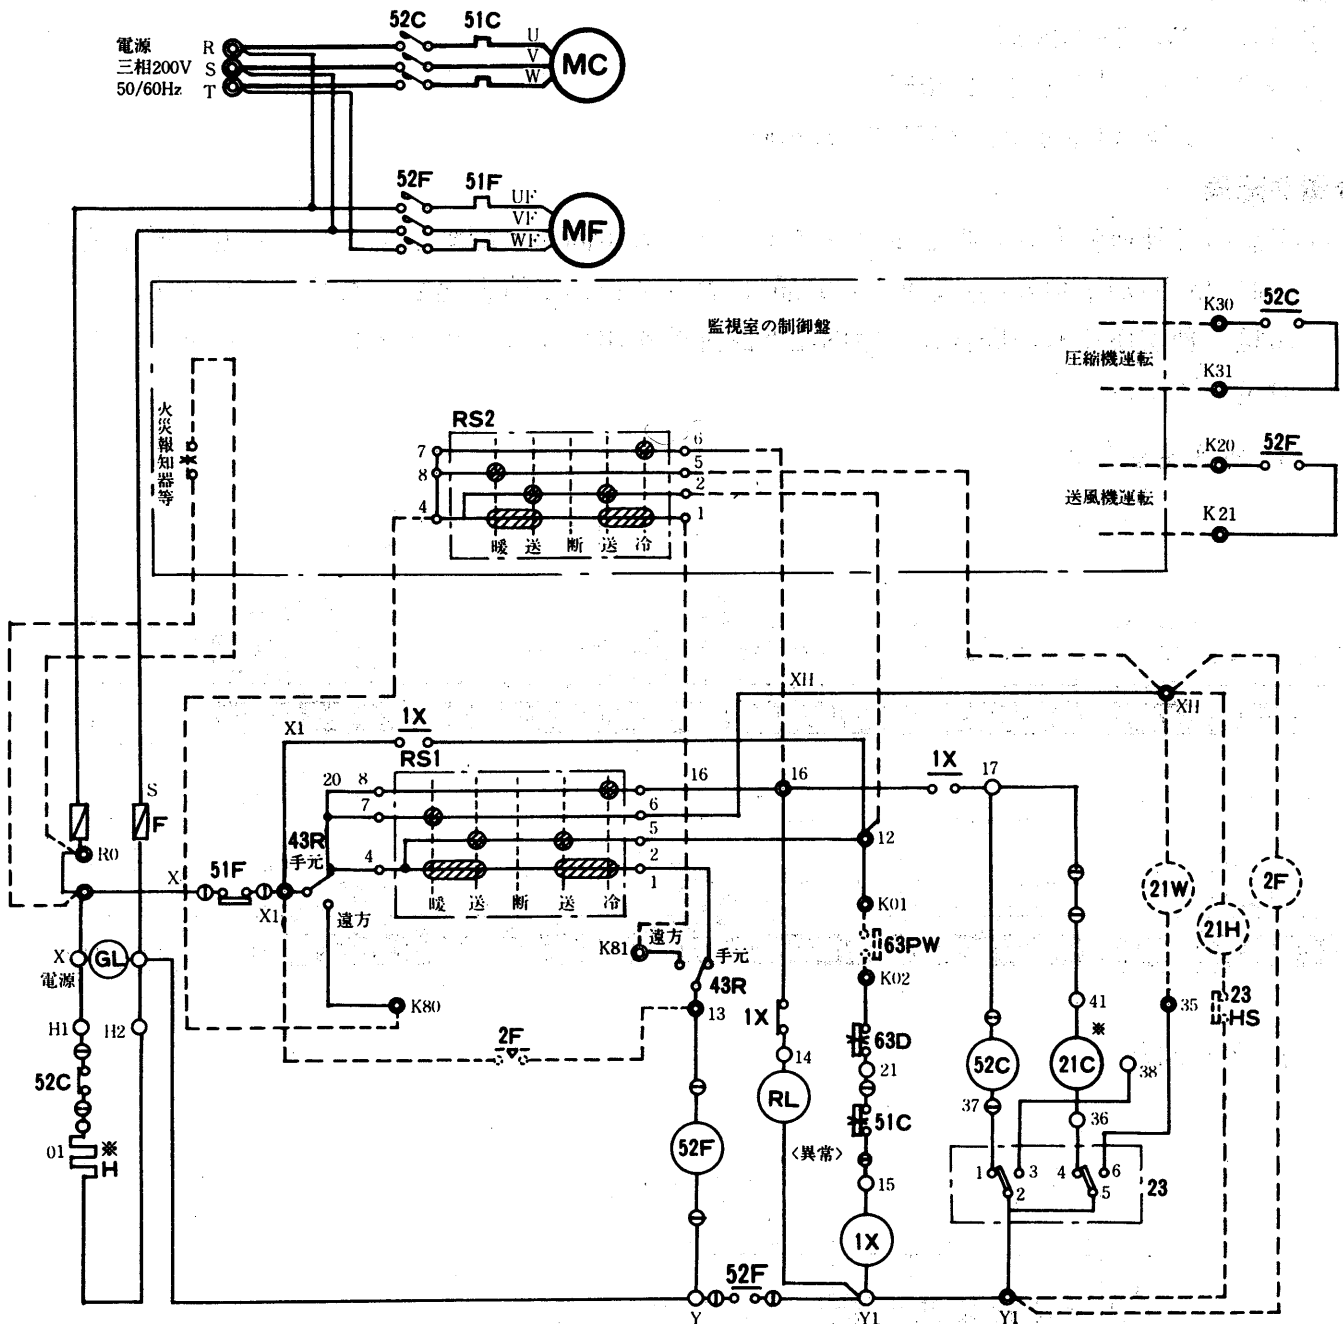 52C 51C
電源 R U
三相200V S V MC
50/60Hz T W
52F 51F
UF
VF MF
WF
監視室の制御盤
K30 52C
圧縮機運転
K31
火災報知器等
RS2
7 6
8 5
2
4 1
暖 送 断 送 冷
K20 52F
送風機運転
K21
XH XH
X1 1X
RS1
20 8 16 16 1X 17
7 6
43R 5 12
手元 4 2
1
S
F
R0
X 51F
X1
遠方
暖 送 断 送 冷
K01
K81 遠方 手元
63PW
43R K02
21W 2F
21H
X GL
電源
K80 13
H1 H2
2F 1X 63D
35 23
HS
41
※
52C 14 21 52C 21C 38
RL 51C 37 36
01 ※
H
52F <異常>
15
1 3 4 6 23
2 5
1X
52F
Y Y1 Y1